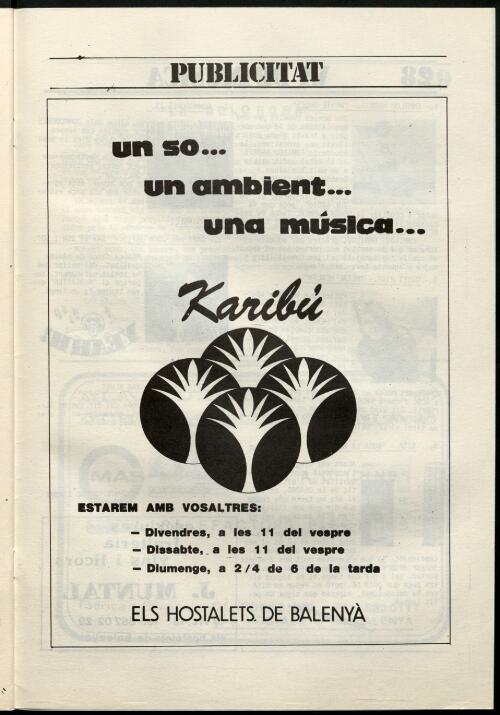 PUBLICITAT
un so...
un ambient...
una música...
Karibú
ESTAREM AMB VOSALTRES:
- Divendres, a les 11 del vespre
- Dissabte, a les 11 del vespre
- Diumenge, a 2/4 de 6 de la tarda
ELS HOSTALETS DE BALENYÀ